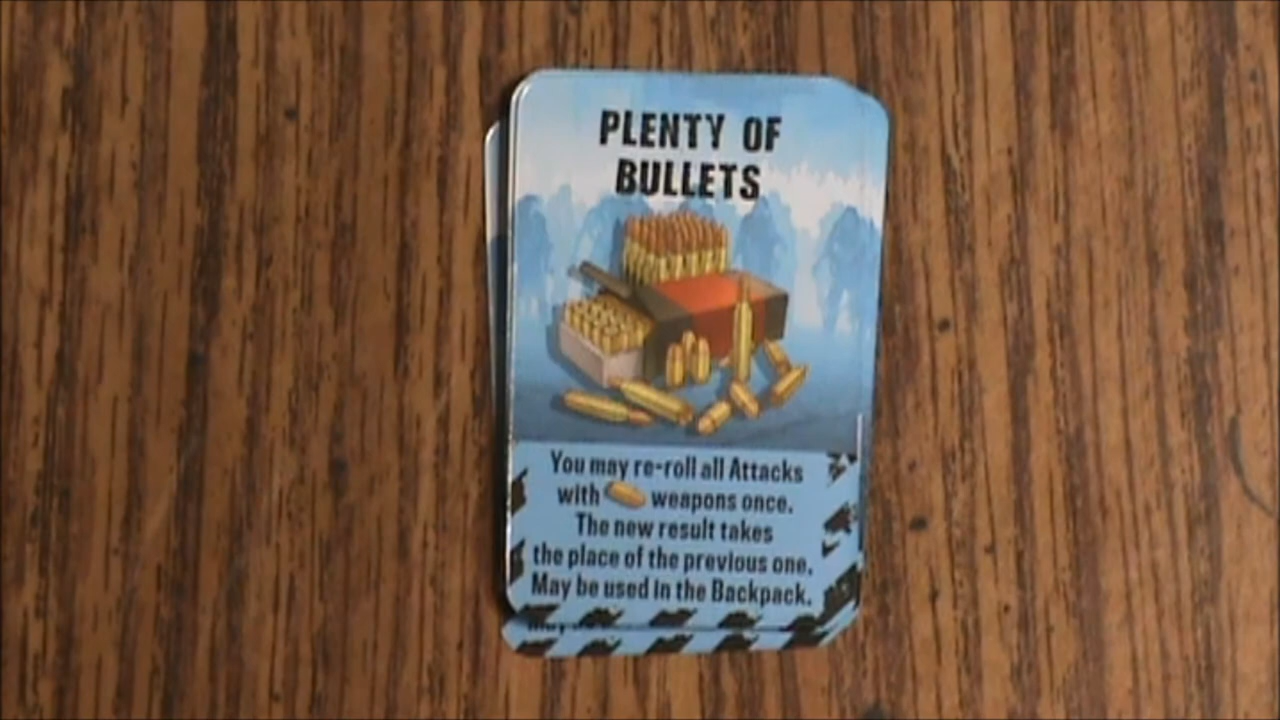 PLENTY OF
BULLETS
You may re-roll all Attacks
with weapons once.
The new result takes
the place of the previous one.
May be used in the Backpack.